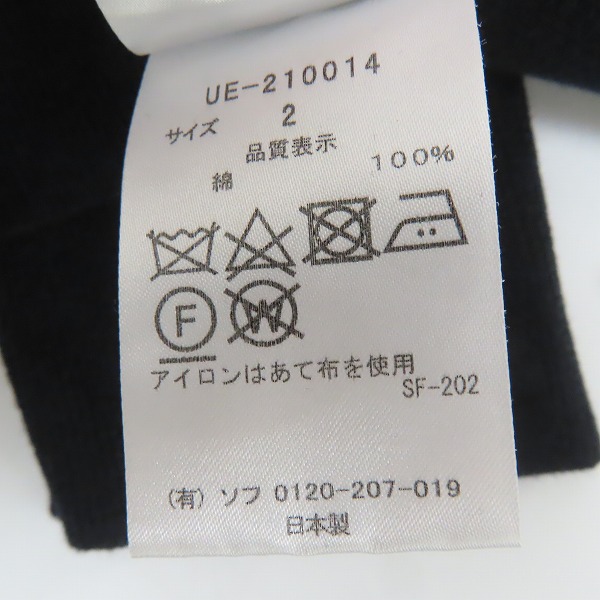 UE-210014
サイズ 2
品質表示
綿 100%
F W
アイロンはあて布を使用
SF-202
(有) ソフ 0120-207-019
日本製